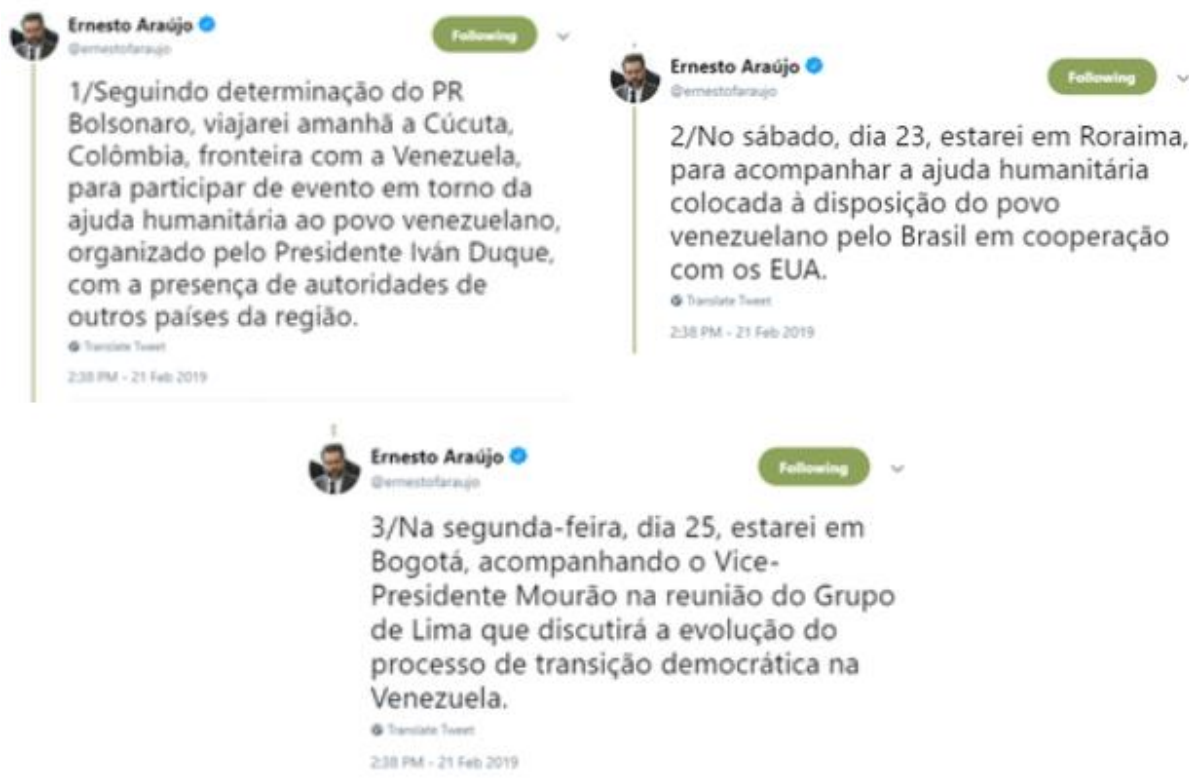 Ernesto Araújo
@ernestofaraujo
Following
1/Seguindo determinação do PR
Bolsonaro, viajarei amanhã a Cúcuta,
Colômbia, fronteira com a Venezuela,
para participar de evento em torno da
ajuda humanitária ao povo venezuelano,
organizado pelo Presidente Iván Duque,
com a presença de autoridades de
outros países da região.
Translate Tweet
2:38 PM - 21 Feb 2019
Ernesto Araújo
@ernestofaraujo
Following
2/No sábado, dia 23, estarei em Roraima,
para acompanhar a ajuda humanitária
colocada à disposição do povo
venezuelano pelo Brasil em cooperação
com os EUA.
Translate Tweet
2:38 PM - 21 Feb 2019
Ernesto Araújo
@ernestofaraujo
Following
3/Na segunda-feira, dia 25, estarei em
Bogotá, acompanhando o Vice-
Presidente Mourão na reunião do Grupo
de Lima que discutirá a evolução do
processo de transição democrática na
Venezuela.
Translate Tweet
2:38 PM - 21 Feb 2019